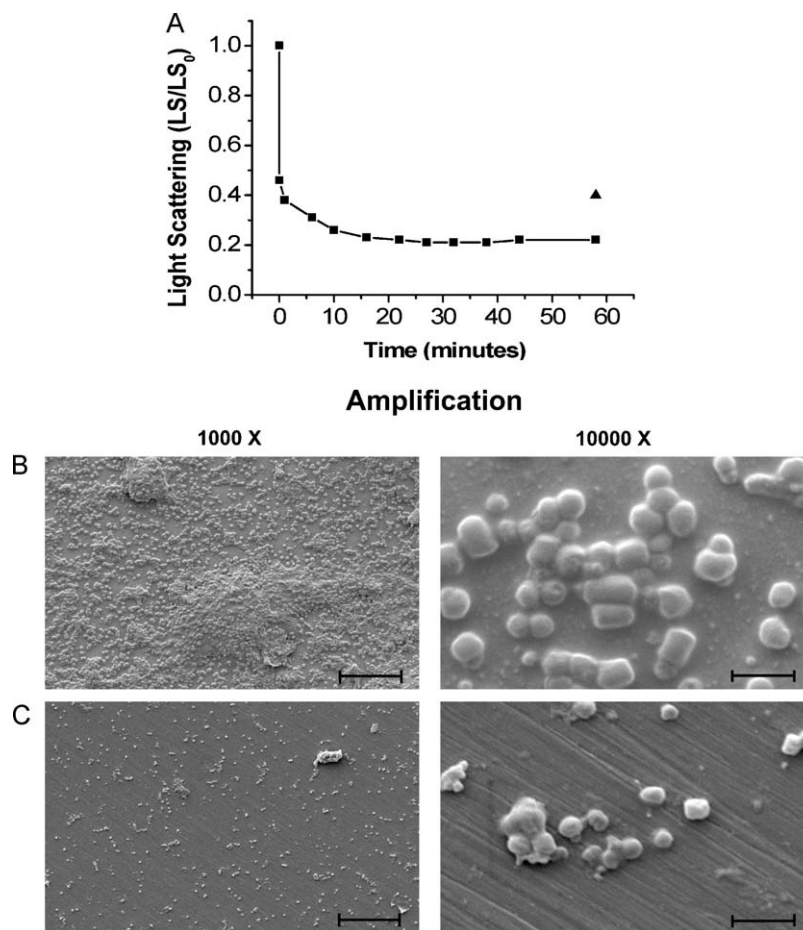 A
Light Scattering (LS/LS₀)
1.0
0.8
0.6
0.4
0.2
0.0
0 10 20 30 40 50 60
Time (minutes)
Amplification
1000 X 10000 X
B
C